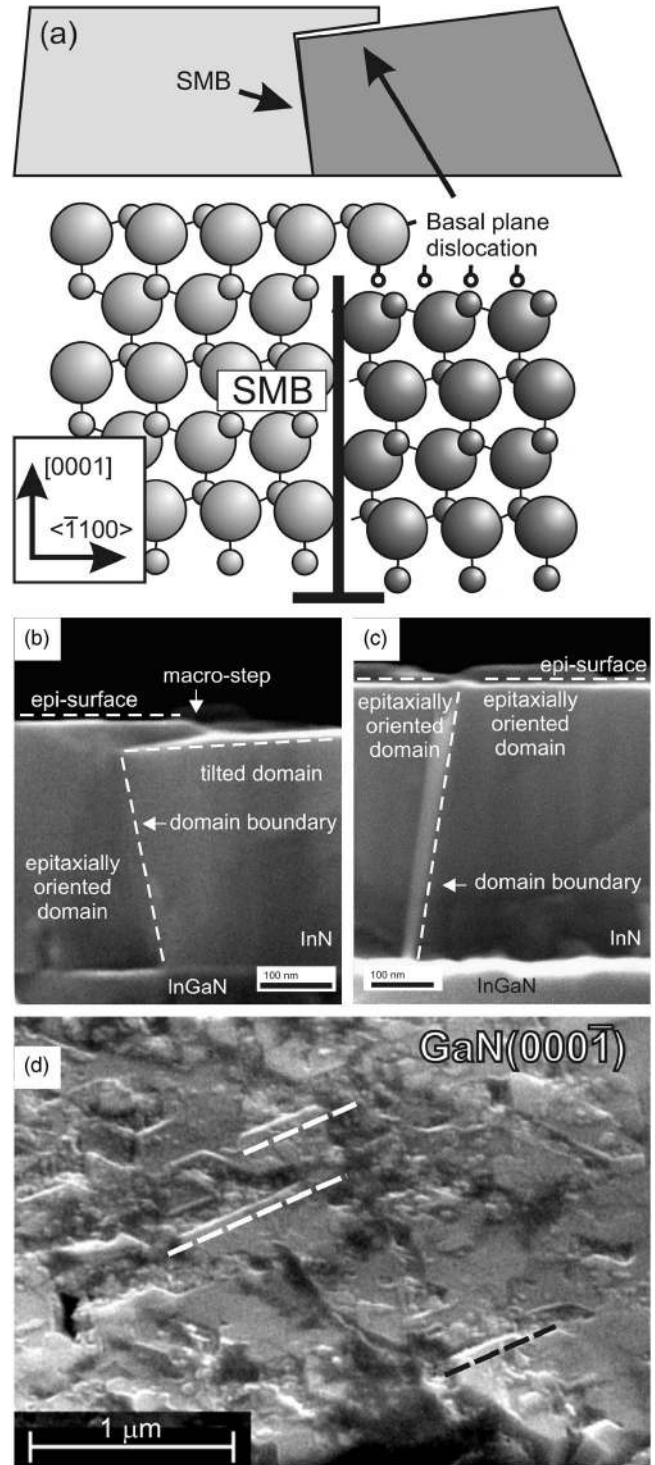 (a)
SMB
Basal plane
dislocation
SMB
[0001]
<1̅100>
(b)
macro-step
epi-surface
tilted domain
domain boundary
epitaxially
oriented
domain
InN
InGaN
100 nm
(c)
epi-surface
epitaxially
oriented
domain
epitaxially
oriented
domain
domain boundary
InN
100 nm
InGaN
(d)
GaN(0001̅)
1 μm